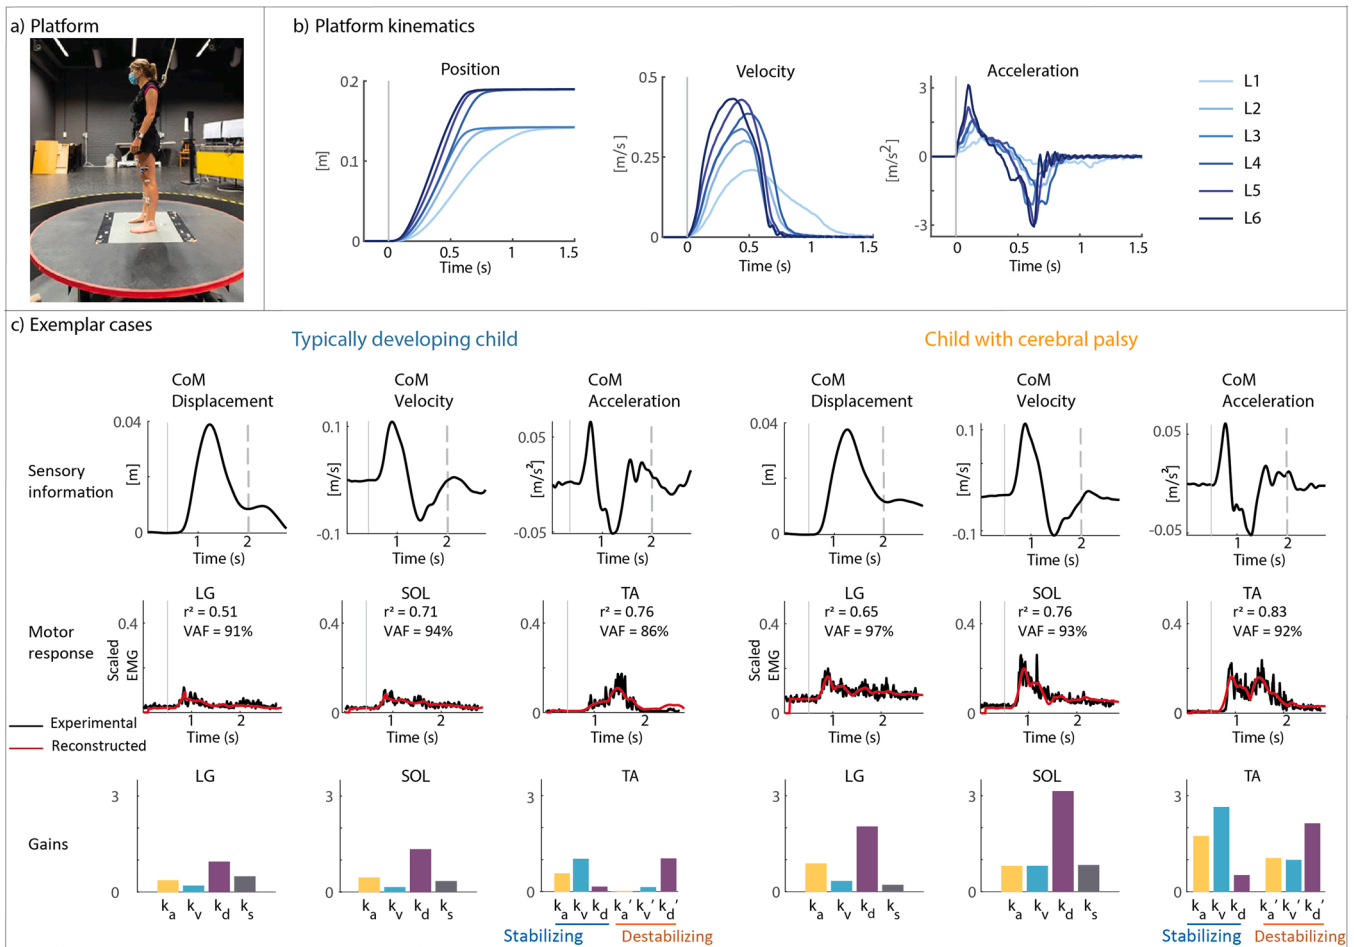 a) Platform
b) Platform kinematics
Position
0.2
0.1
0
[m]
0
0.5
1
1.5
Time (s)
Velocity
0.5
0.25
0
[m/s]
0
0.5
1
1.5
Time (s)
Acceleration
3
0
-3
[m/s²]
0
0.5
1
1.5
Time (s)
L1
L2
L3
L4
L5
L6
c) Exemplar cases
Typically developing child
Child with cerebral palsy
Sensory
information
CoM
Displacement
0.04
0
[m]
1
2
Time (s)
CoM
Velocity
0.1
-0.1
[m/s]
1
2
Time (s)
CoM
Acceleration
0.05
-0.05
[m/s²]
1
2
Time (s)
CoM
Displacement
0.04
0
[m]
1
2
Time (s)
CoM
Velocity
0.1
-0.1
[m/s]
1
2
Time (s)
CoM
Acceleration
0.05
-0.05
[m/s²]
1
2
Time (s)
Motor
response
Scaled
EMG
LG
r² = 0.51
VAF = 91%
0.4
0
1
2
Time (s)
SOL
r² = 0.71
VAF = 94%
0.4
0
1
2
Time (s)
TA
r² = 0.76
VAF = 86%
0.4
0
1
2
Time (s)
Scaled
EMG
LG
r² = 0.65
VAF = 97%
0.4
0
1
2
Time (s)
SOL
r² = 0.76
VAF = 93%
0.4
0
1
2
Time (s)
TA
r² = 0.83
VAF = 92%
0.4
0
1
2
Time (s)
Experimental
Reconstructed
Gains
LG
3
0
ka kv kd ks
SOL
3
0
ka kv kd ks
TA
3
0
ka kv kd ka′ kv′ kd′
Stabilizing Destabilizing
LG
3
0
ka kv kd ks
SOL
3
0
ka kv kd ks
TA
3
0
ka kv kd ka′ kv′ kd′
Stabilizing Destabilizing